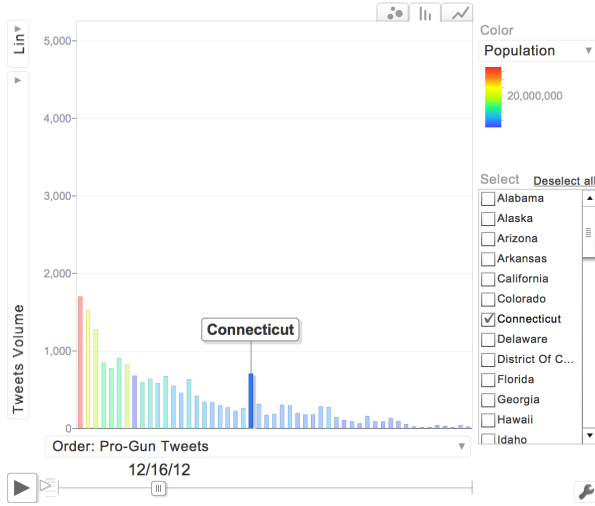 Lin
Color
Population
20,000,000
5,000
4,000
3,000
2,000
1,000
0
Tweets Volume
Connecticut
Select
Deselect all
Alabama
Alaska
Arizona
Arkansas
California
Colorado
Connecticut
Delaware
District Of C...
Florida
Georgia
Hawaii
Idaho
Order: Pro-Gun Tweets
12/16/12